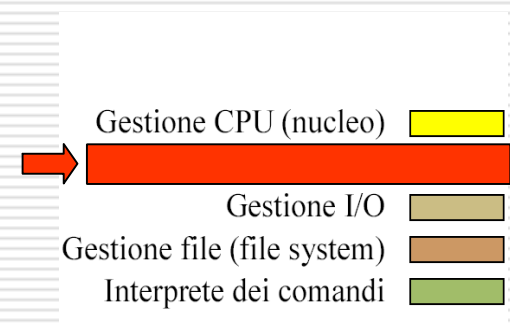 Gestione CPU (nucleo)
Gestione I/O
Gestione file (file system)
Interprete dei comandi